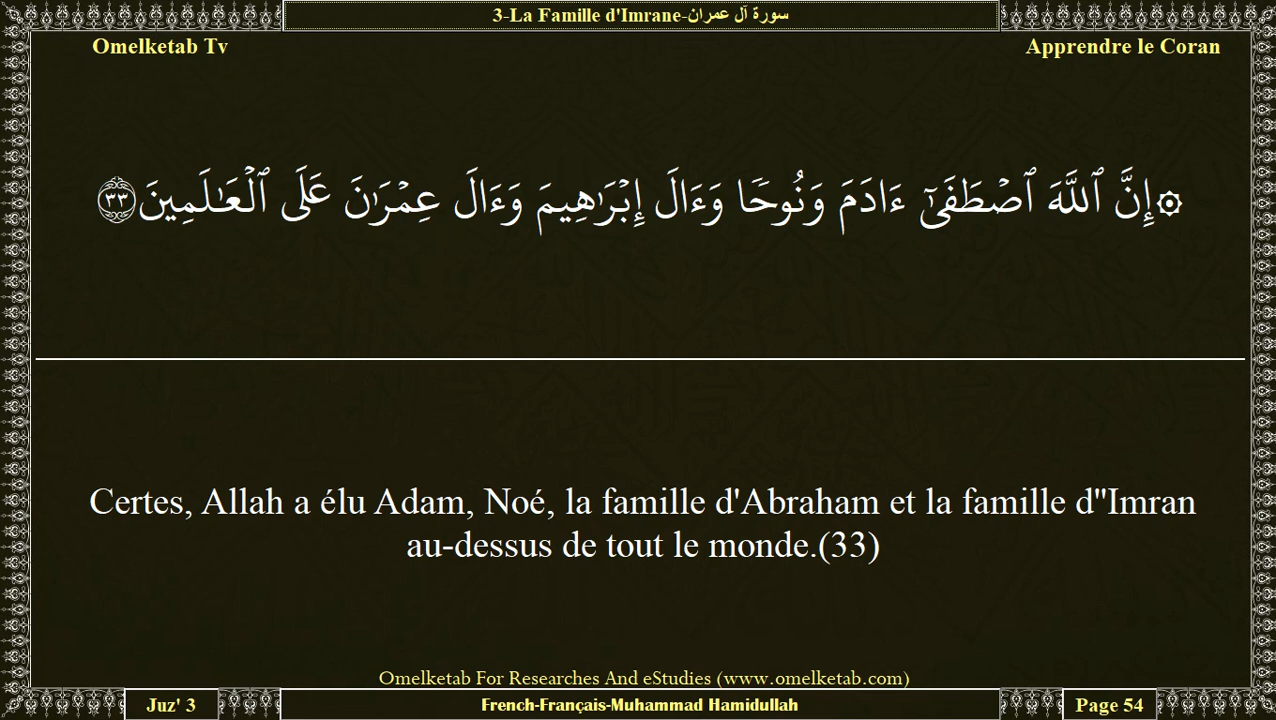 3-La Famille d'Imrane-سورة آل عمران
Omelketab Tv
Apprendre le Coran
۞إِنَّ ٱللَّهَ ٱصۡطَفَىٰٓ ءَادَمَ وَنُوحٗا وَءَالَ إِبۡرَٰهِيمَ وَءَالَ عِمۡرَٰنَ عَلَى ٱلۡعَٰلَمِينَ ٣٣
Certes, Allah a élu Adam, Noé, la famille d'Abraham et la famille d''Imran
au-dessus de tout le monde.(33)
Omelketab For Researches And eStudies (www.omelketab.com)
Juz' 3
French-Français-Muhammad Hamidullah
Page 54